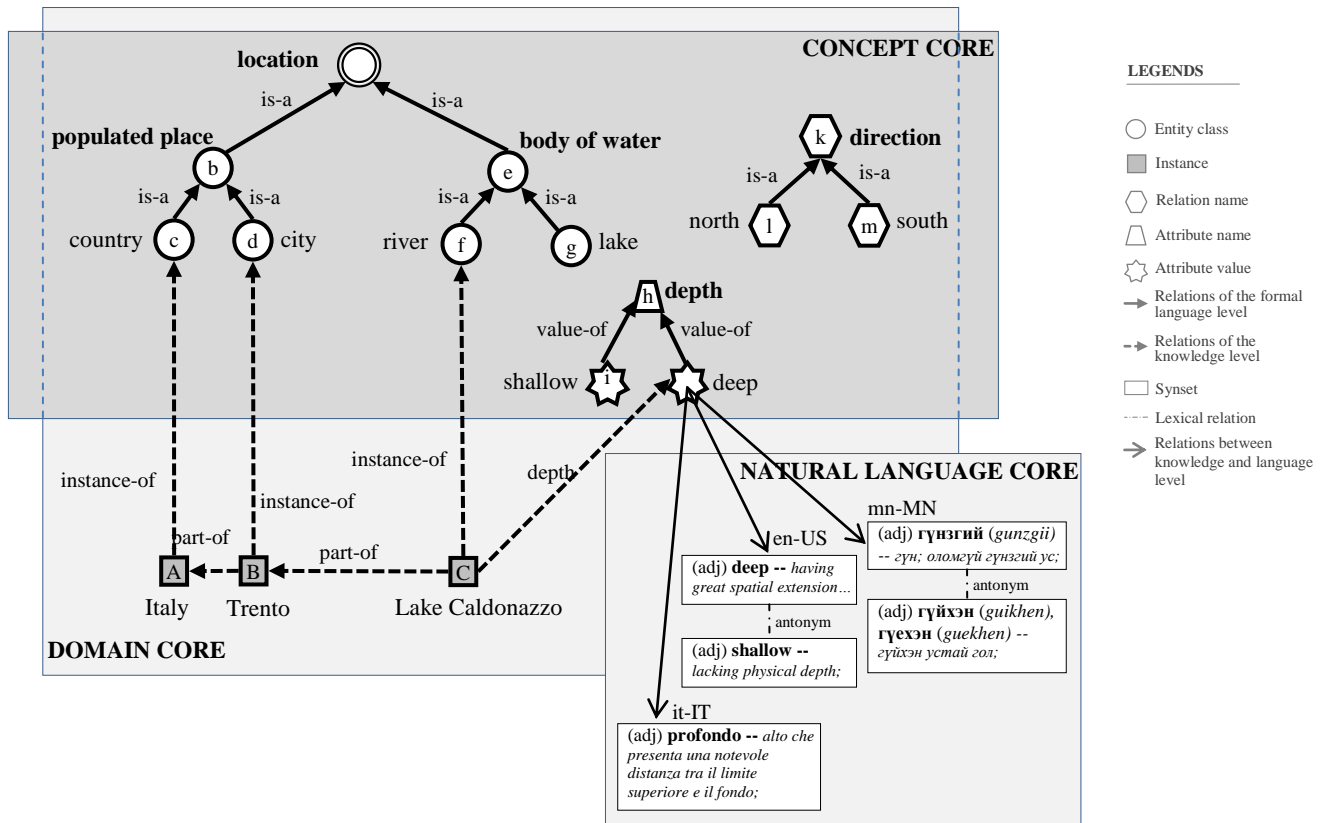 CONCEPT CORE
location
is-a
is-a
populated place
body of water
k
direction
b
e
is-a
is-a
is-a
is-a
is-a
is-a
country
c
d
city
river
f
g
lake
north
l
m
south
h
depth
value-of
value-of
shallow
i
deep
instance-of
instance-of
instance-of
depth
part-of
part-of
A
B
C
Italy
Trento
Lake Caldonazzo
DOMAIN CORE
NATURAL LANGUAGE CORE
mn-MN
(adj) гүнзгий (gunzgii)
-- гүн; оломгүй гүнзгий ус;
antonym
(adj) гүйхэн (guikhen),
гүехэн (guekhen) --
гүйхэн устай гол;
en-US
(adj) deep -- having
great spatial extension…
antonym
(adj) shallow --
lacking physical depth;
it-IT
(adj) profondo -- alto che
presenta una notevole
distanza tra il limite
superiore e il fondo;
LEGENDS
Entity class
Instance
Relation name
Attribute name
Attribute value
Relations of the formal
language level
Relations of the
knowledge level
Synset
Lexical relation
Relations between
knowledge and language
level